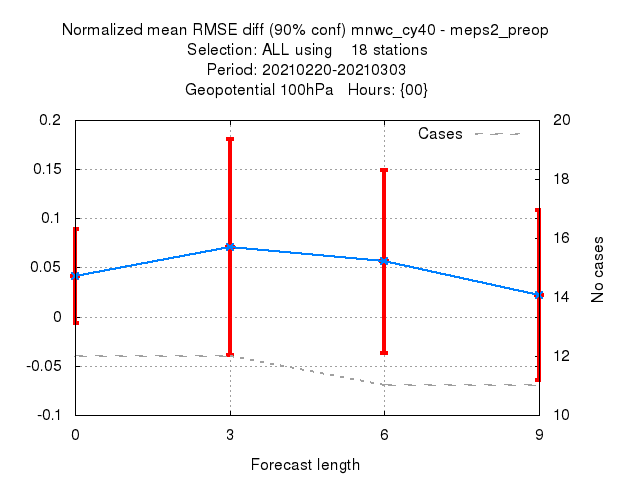 Normalized mean RMSE diff (90% conf) mnwc_cy40 - meps2_preop
Selection: ALL using    18 stations
Period: 20210220-20210303
Geopotential 100hPa   Hours: {00}
Cases
0.2
0.15
0.1
0.05
0
-0.05
-0.1
20
18
16
14
12
10
No cases
0 3 6 9
Forecast length